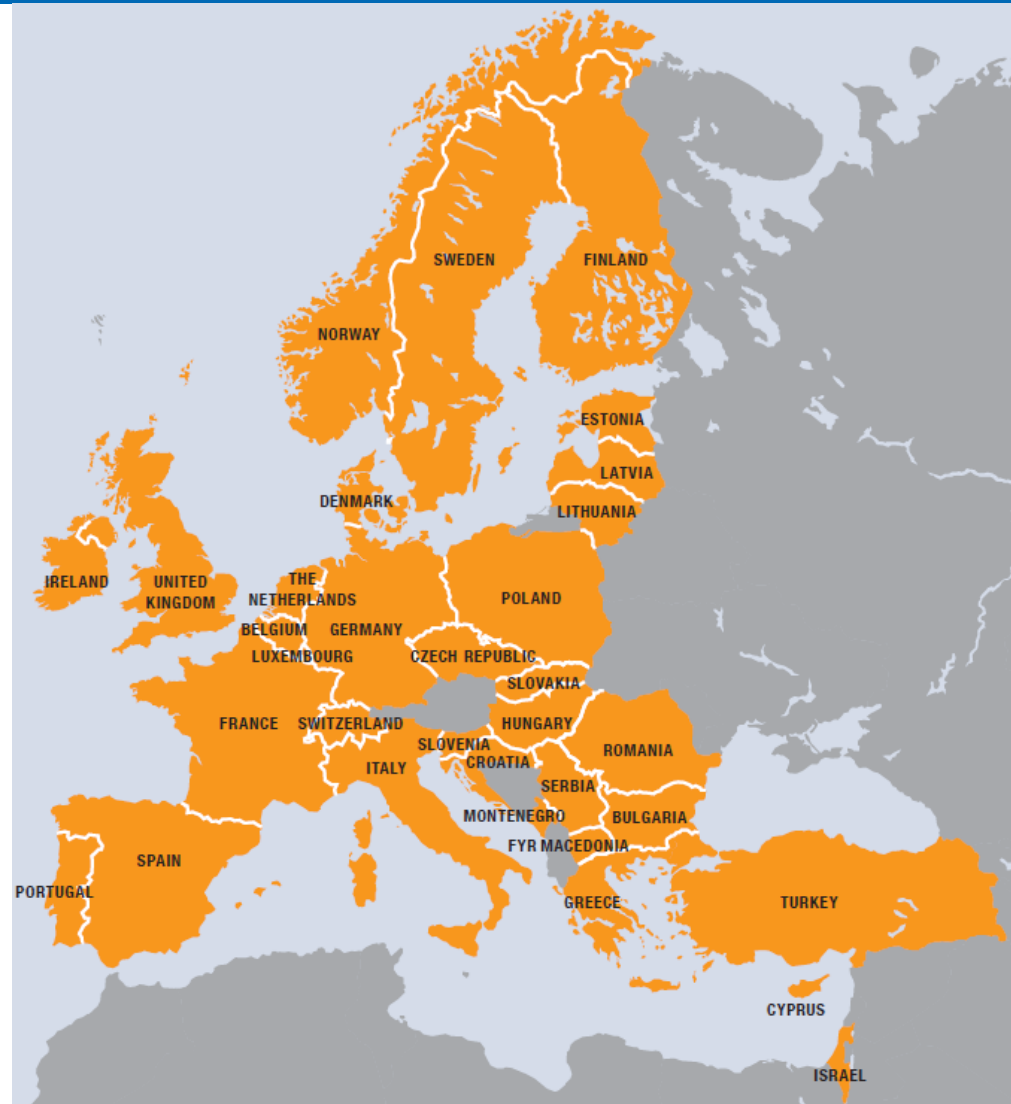 SWEDEN
FINLAND
NORWAY
ESTONIA
LATVIA
DENMARK
LITHUANIA
IRELAND
UNITED
KINGDOM
THE
NETHERLANDS
POLAND
BELGIUM
GERMANY
LUXEMBOURG
CZECH REPUBLIC
SLOVAKIA
FRANCE
SWITZERLAND
HUNGARY
SLOVENIA
ROMANIA
CROATIA
ITALY
SERBIA
MONTENEGRO
BULGARIA
FYR MACEDONIA
SPAIN
PORTUGAL
GREECE
TURKEY
CYPRUS
ISRAEL